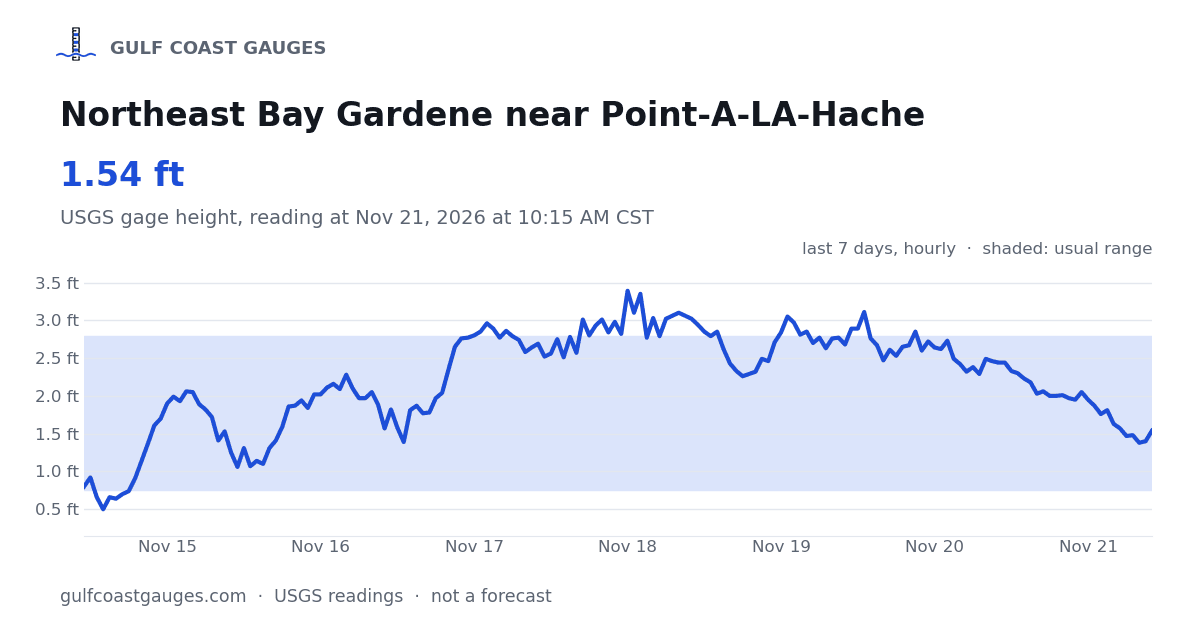 GULF COAST GAUGES
Northeast Bay Gardene near Point-A-LA-Hache
1.54 ft
USGS gage height, reading at Nov 21, 2026 at 10:15 AM CST
last 7 days, hourly · shaded: usual range
3.5 ft
3.0 ft
2.5 ft
2.0 ft
1.5 ft
1.0 ft
0.5 ft
Nov 15 Nov 16 Nov 17 Nov 18 Nov 19 Nov 20 Nov 21
gulfcoastgauges.com · USGS readings · not a forecast